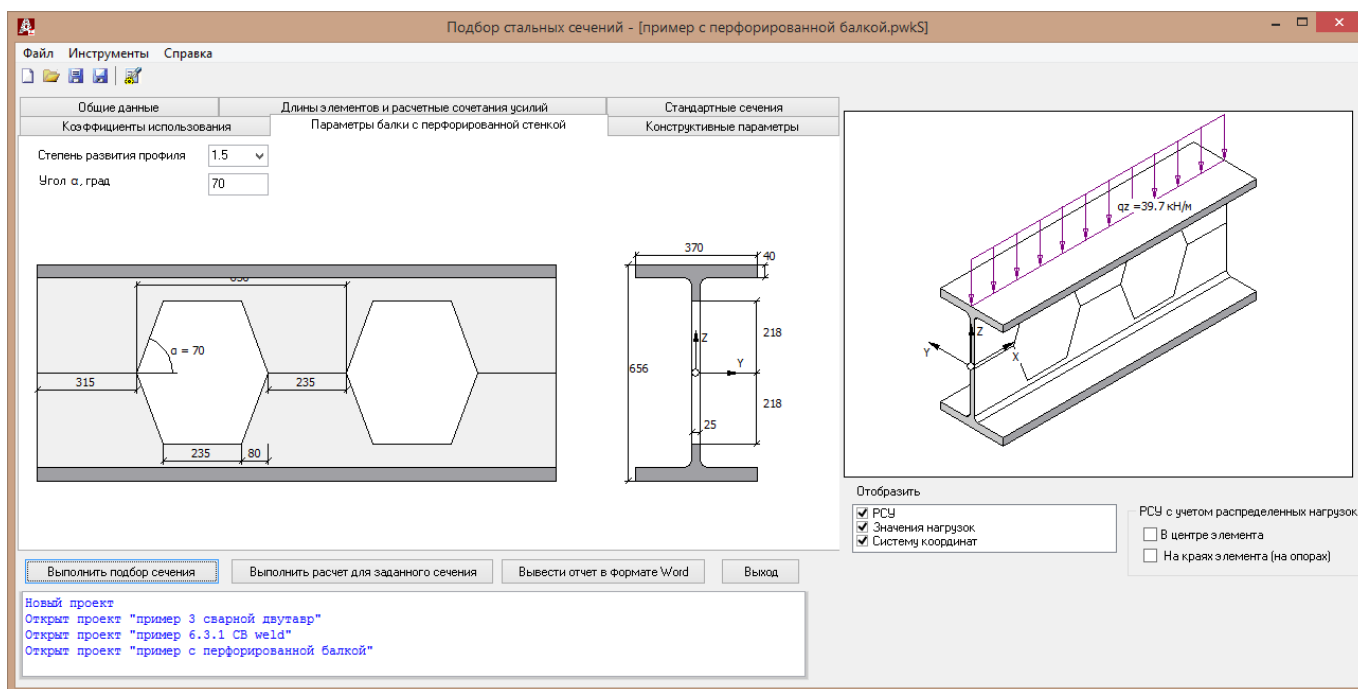 Подбор стальных сечений - [пример с перфорированной балкой.pwkS]
Файл Инструменты Справка
Общие данные Длины элементов и расчетные сочетания усилий Стандартные сечения
Коэффициенты использования Параметры балки с перфорированной стенкой Конструктивные параметры
Степень развития профиля 1.5
Угол α, град 70
α = 70
315
235
235
80
370
40
218
Z
656
Y
218
25
qz =39.7 кН/м
Z
Y
X
Отобразить
РСУ
Значения нагрузок
Систему координат
РСУ с учетом распределенных нагрузок
В центре элемента
На краях элемента (на опорах)
Выполнить подбор сечения Выполнить расчет для заданного сечения Вывести отчет в формате Word Выход
Новый проект
Открыт проект "пример 3 сварной двутавр"
Открыт проект "пример 6.3.1 CB weld"
Открыт проект "пример с перфорированной балкой"